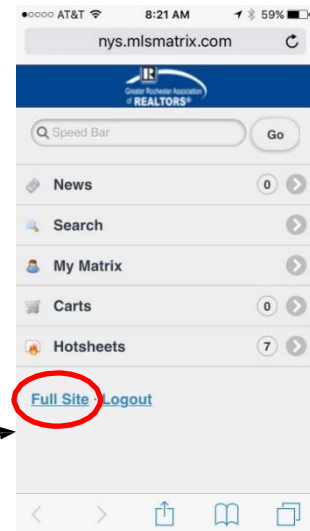 ●○○○○ AT&T 8:21 AM 59%
nys.mlsmatrix.com
R
Greater Rochester Association
of REALTORS®
Speed Bar Go
News 0
Search
My Matrix
Carts 0
Hotsheets 7
Full Site · Logout